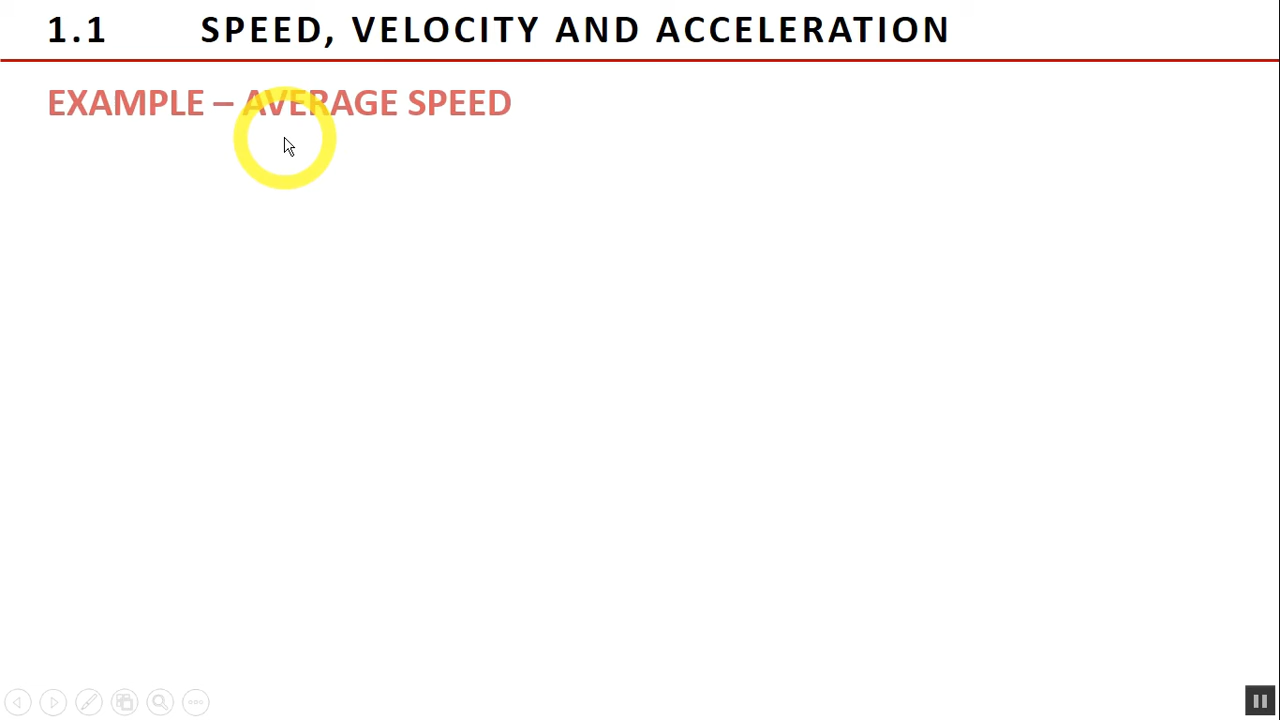 1.1 SPEED, VELOCITY AND ACCELERATION
EXAMPLE – AVERAGE SPEED